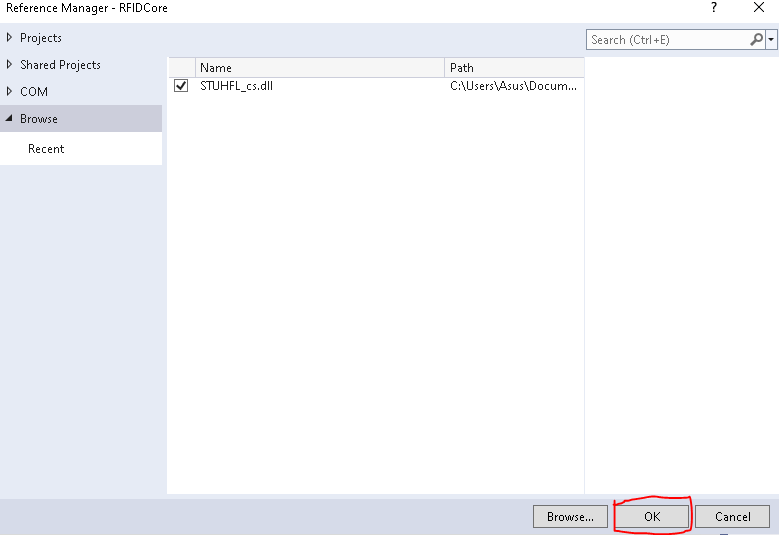 Reference Manager - RFIDCore
?
Projects
Shared Projects
COM
Browse
Recent
Search (Ctrl+E)
Name Path
STUHFL_cs.dll C:\Users\Asus\Docum...
Browse... OK Cancel